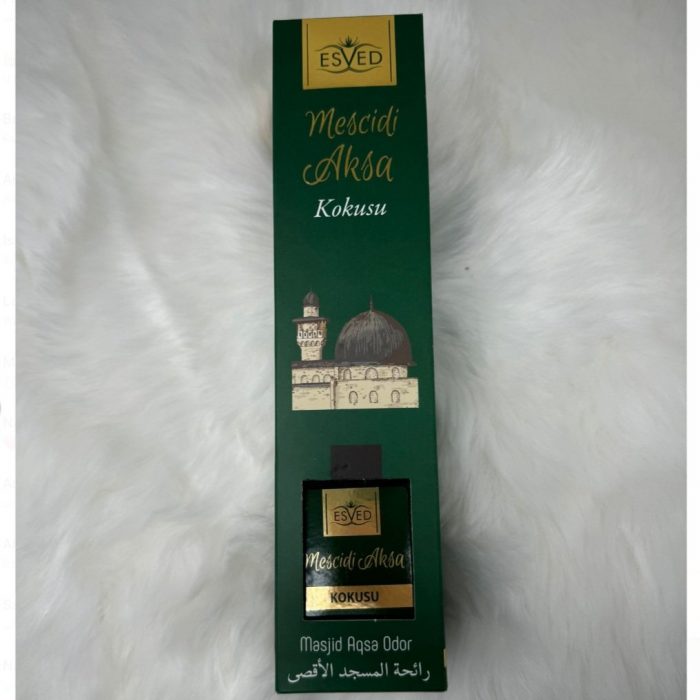 ESVED
Mescidi
Aksa
Kokusu
ESVED
Mescidi Aksa
KOKUSU
Masjid Aqsa Odor
رائحة المسجد الأقصى